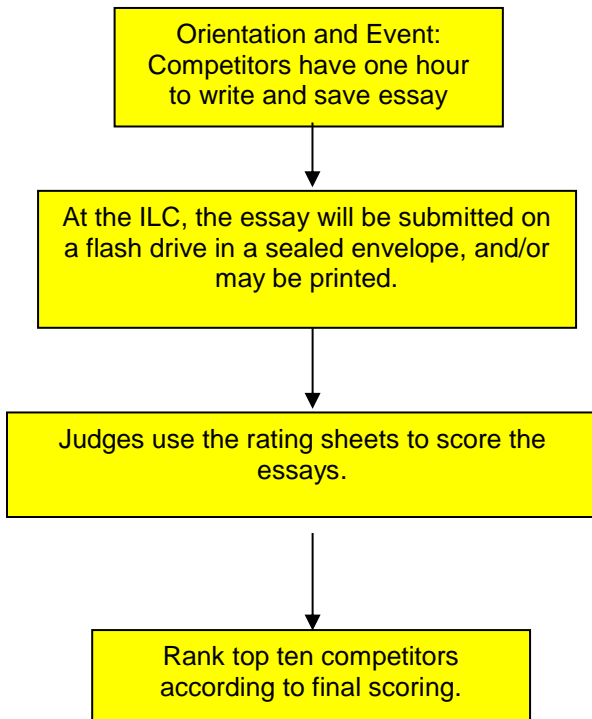 Orientation and Event:
Competitors have one hour
to write and save essay
At the ILC, the essay will be submitted on
a flash drive in a sealed envelope, and/or
may be printed.
Judges use the rating sheets to score the
essays.
Rank top ten competitors
according to final scoring.